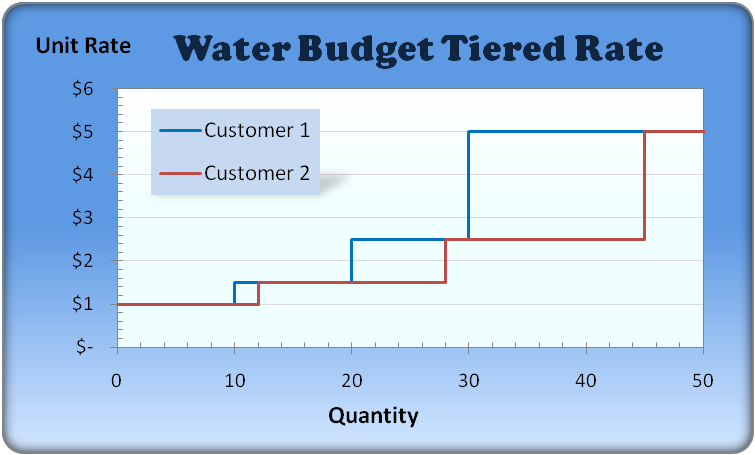 Unit Rate
Water Budget Tiered Rate
$6
$5
$4
$3
$2
$1
$-
Customer 1
Customer 2
0 10 20 30 40 50
Quantity